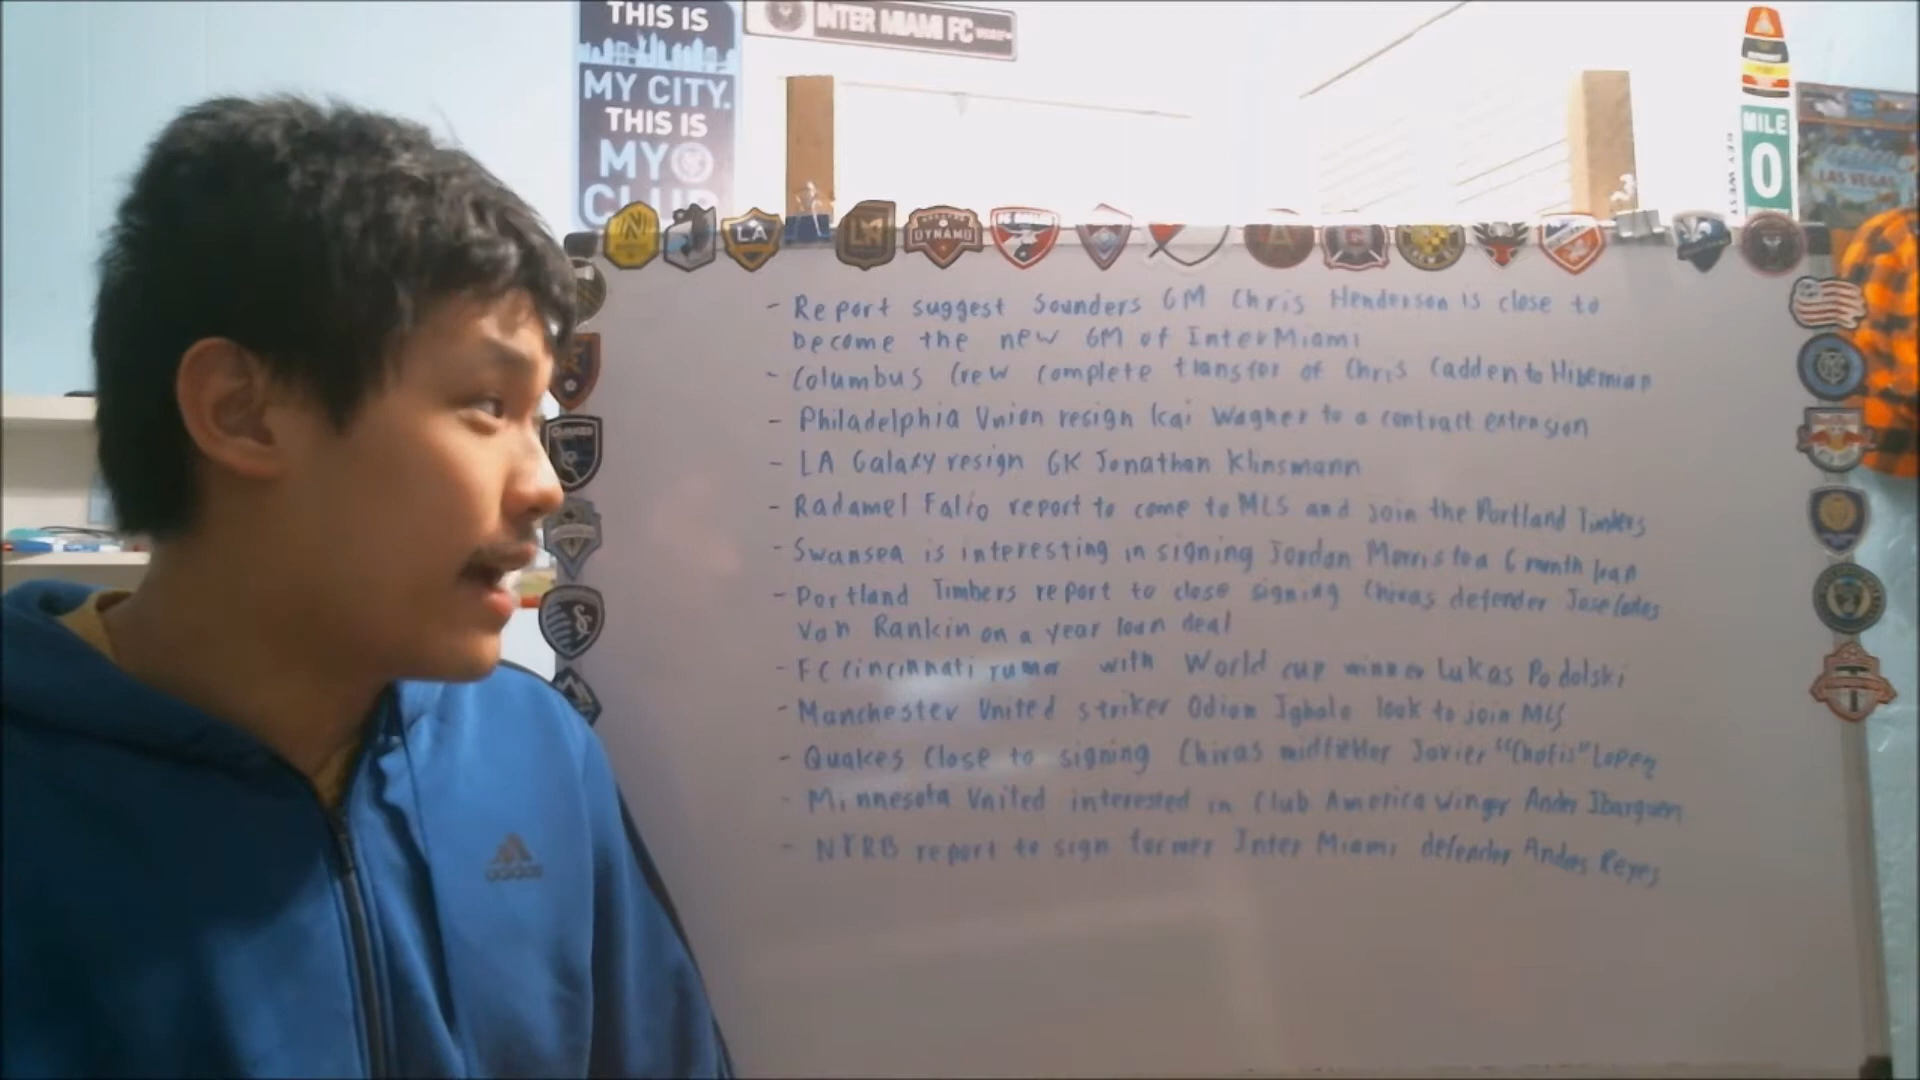 THIS IS
MY CITY.
THIS IS
MY
CLUB
INTER MIAMI FC
MILE
0
KEY WEST
LAS VEGAS
LA
DYNAMO
- Report suggest Sounders GM Chris Henderson is close to
become the new GM of InterMiami
- Columbus Crew complete transfer of Chris Cadden to Hibernian
- Philadelphia Union resign Kai Wagner to a contract extension
- LA Galaxy resign GK Jonathan Klinsmann
- Radamel Falio report to come to MLS and join the Portland Timbers
- Swansea is interesting in signing Jordan Morris to a 6 month loan
- Portland Timbers report to close signing Chivas defender Jose
Van Rankin on a year loan deal
- FC Cincinnati rumor with World cup winner Lukas Podolski
- Manchester United striker Odion Ighalo look to join MLS
- Quakes Close to signing Chivas midfielder Javier "Chofis" Lopez
- Minnesota United interested in Club America winger Ander Ibarguen
- NYRB report to sign former Inter Miami defender Andres Reyes
adidas